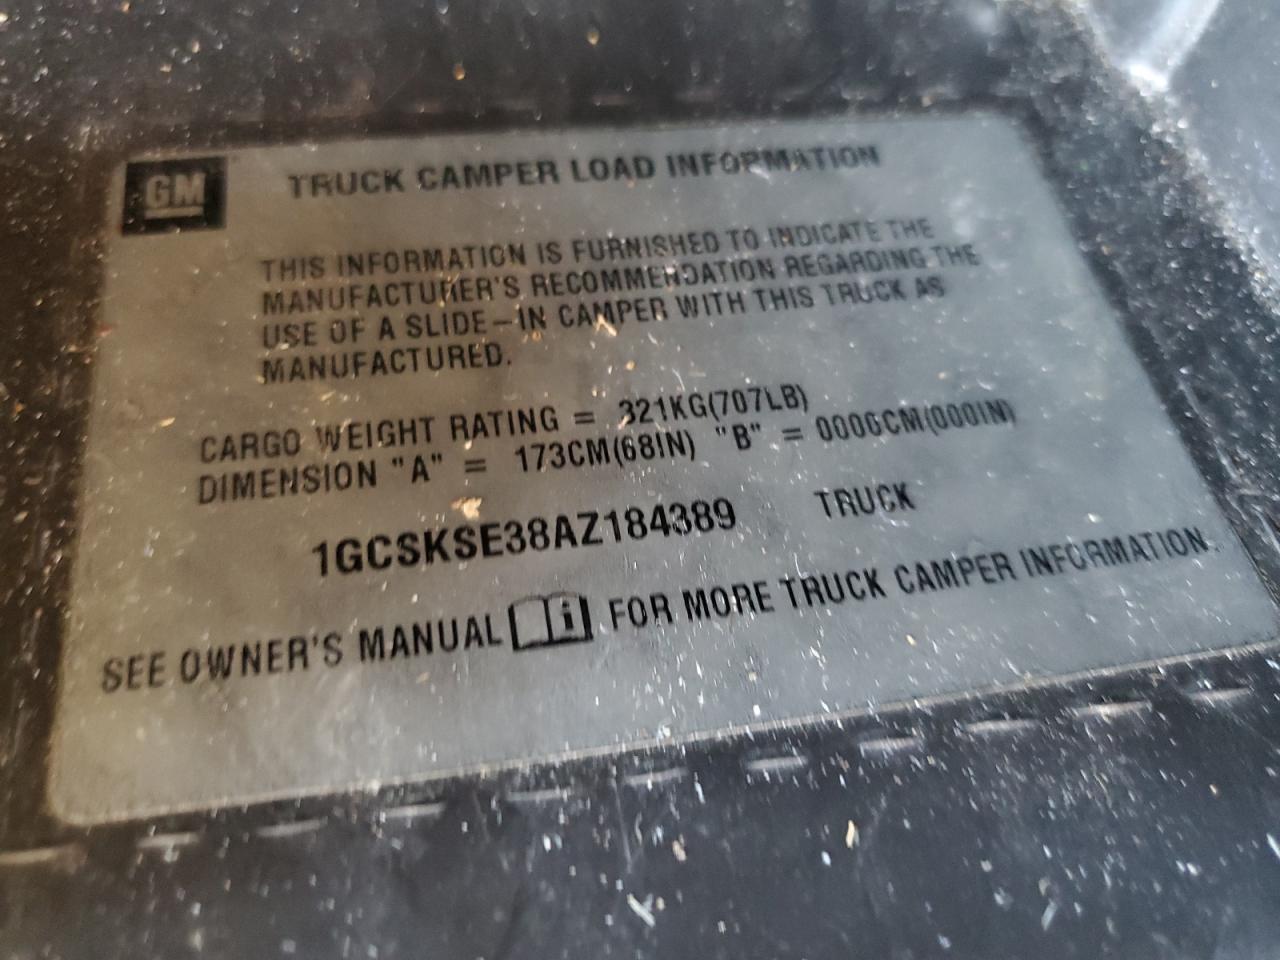 GM TRUCK CAMPER LOAD INFORMATION
THIS INFORMATION IS FURNISHED TO INDICATE THE
MANUFACTURER'S RECOMMENDATION REGARDING THE
USE OF A SLIDE-IN CAMPER WITH THIS TRUCK AS
MANUFACTURED.
CARGO WEIGHT RATING = 321KG(707LB)
DIMENSION "A" = 173CM(68IN) "B" = 0000CM(000IN)
1GCSKSE38AZ184389 TRUCK
SEE OWNER'S MANUAL FOR MORE TRUCK CAMPER INFORMATION.